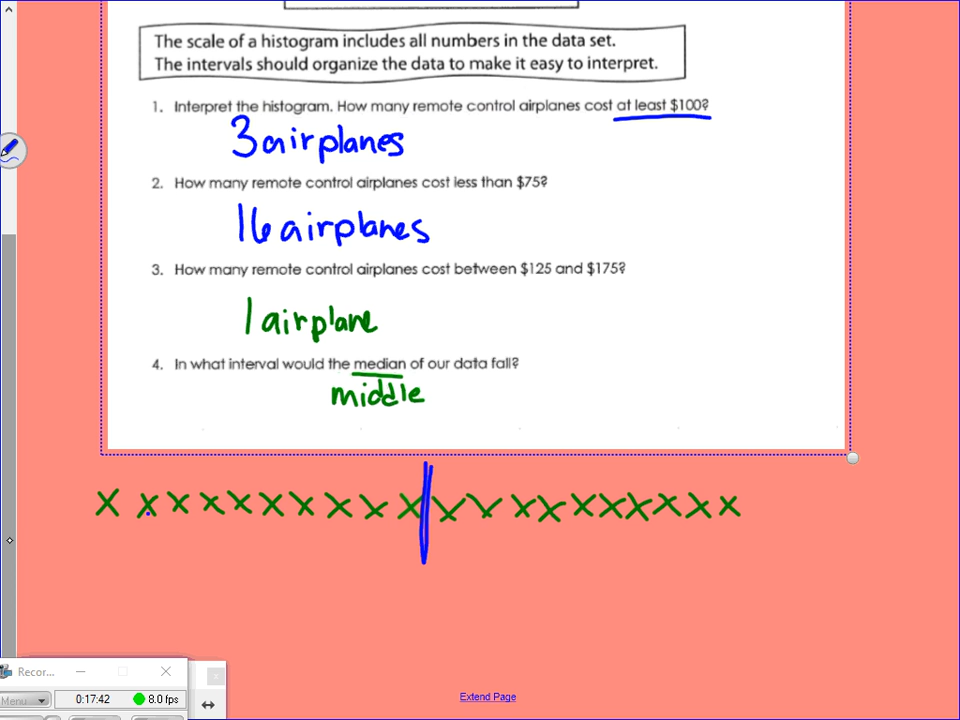 The scale of a histogram includes all numbers in the data set.
The intervals should organize the data to make it easy to interpret.
1. Interpret the histogram. How many remote control airplanes cost at least $100?
3 airplanes
2. How many remote control airplanes cost less than $75?
16 airplanes
3. How many remote control airplanes cost between $125 and $175?
1 airplane
4. In what interval would the median of our data fall?
middle
X X X X X X X X X X | X X X X X X X X X X
Recor...
Menu
0:17:42 8.0 fps
Extend Page